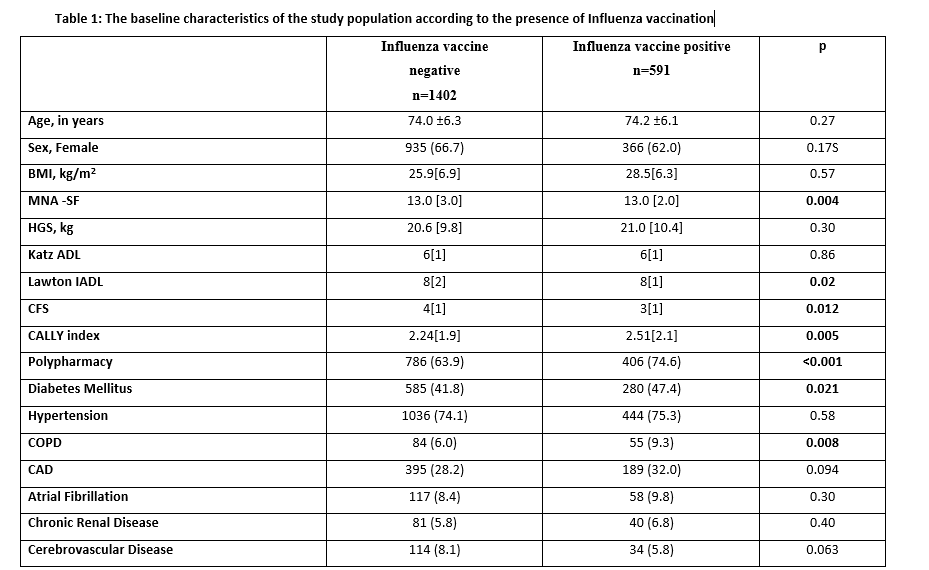 Table 1: The baseline characteristics of the study population according to the presence of Influenza vaccination
Influenza vaccine negative n=1402 Influenza vaccine positive n=591 p
Age, in years 74.0 ±6.3 74.2 ±6.1 0.27
Sex, Female 935 (66.7) 366 (62.0) 0.17S
BMI, kg/m² 25.9[6.9] 28.5[6.3] 0.57
MNA -SF 13.0 [3.0] 13.0 [2.0] 0.004
HGS, kg 20.6 [9.8] 21.0 [10.4] 0.30
Katz ADL 6[1] 6[1] 0.86
Lawton IADL 8[2] 8[1] 0.02
CFS 4[1] 3[1] 0.012
CALLY index 2.24[1.9] 2.51[2.1] 0.005
Polypharmacy 786 (63.9) 406 (74.6) <0.001
Diabetes Mellitus 585 (41.8) 280 (47.4) 0.021
Hypertension 1036 (74.1) 444 (75.3) 0.58
COPD 84 (6.0) 55 (9.3) 0.008
CAD 395 (28.2) 189 (32.0) 0.094
Atrial Fibrillation 117 (8.4) 58 (9.8) 0.30
Chronic Renal Disease 81 (5.8) 40 (6.8) 0.40
Cerebrovascular Disease 114 (8.1) 34 (5.8) 0.063